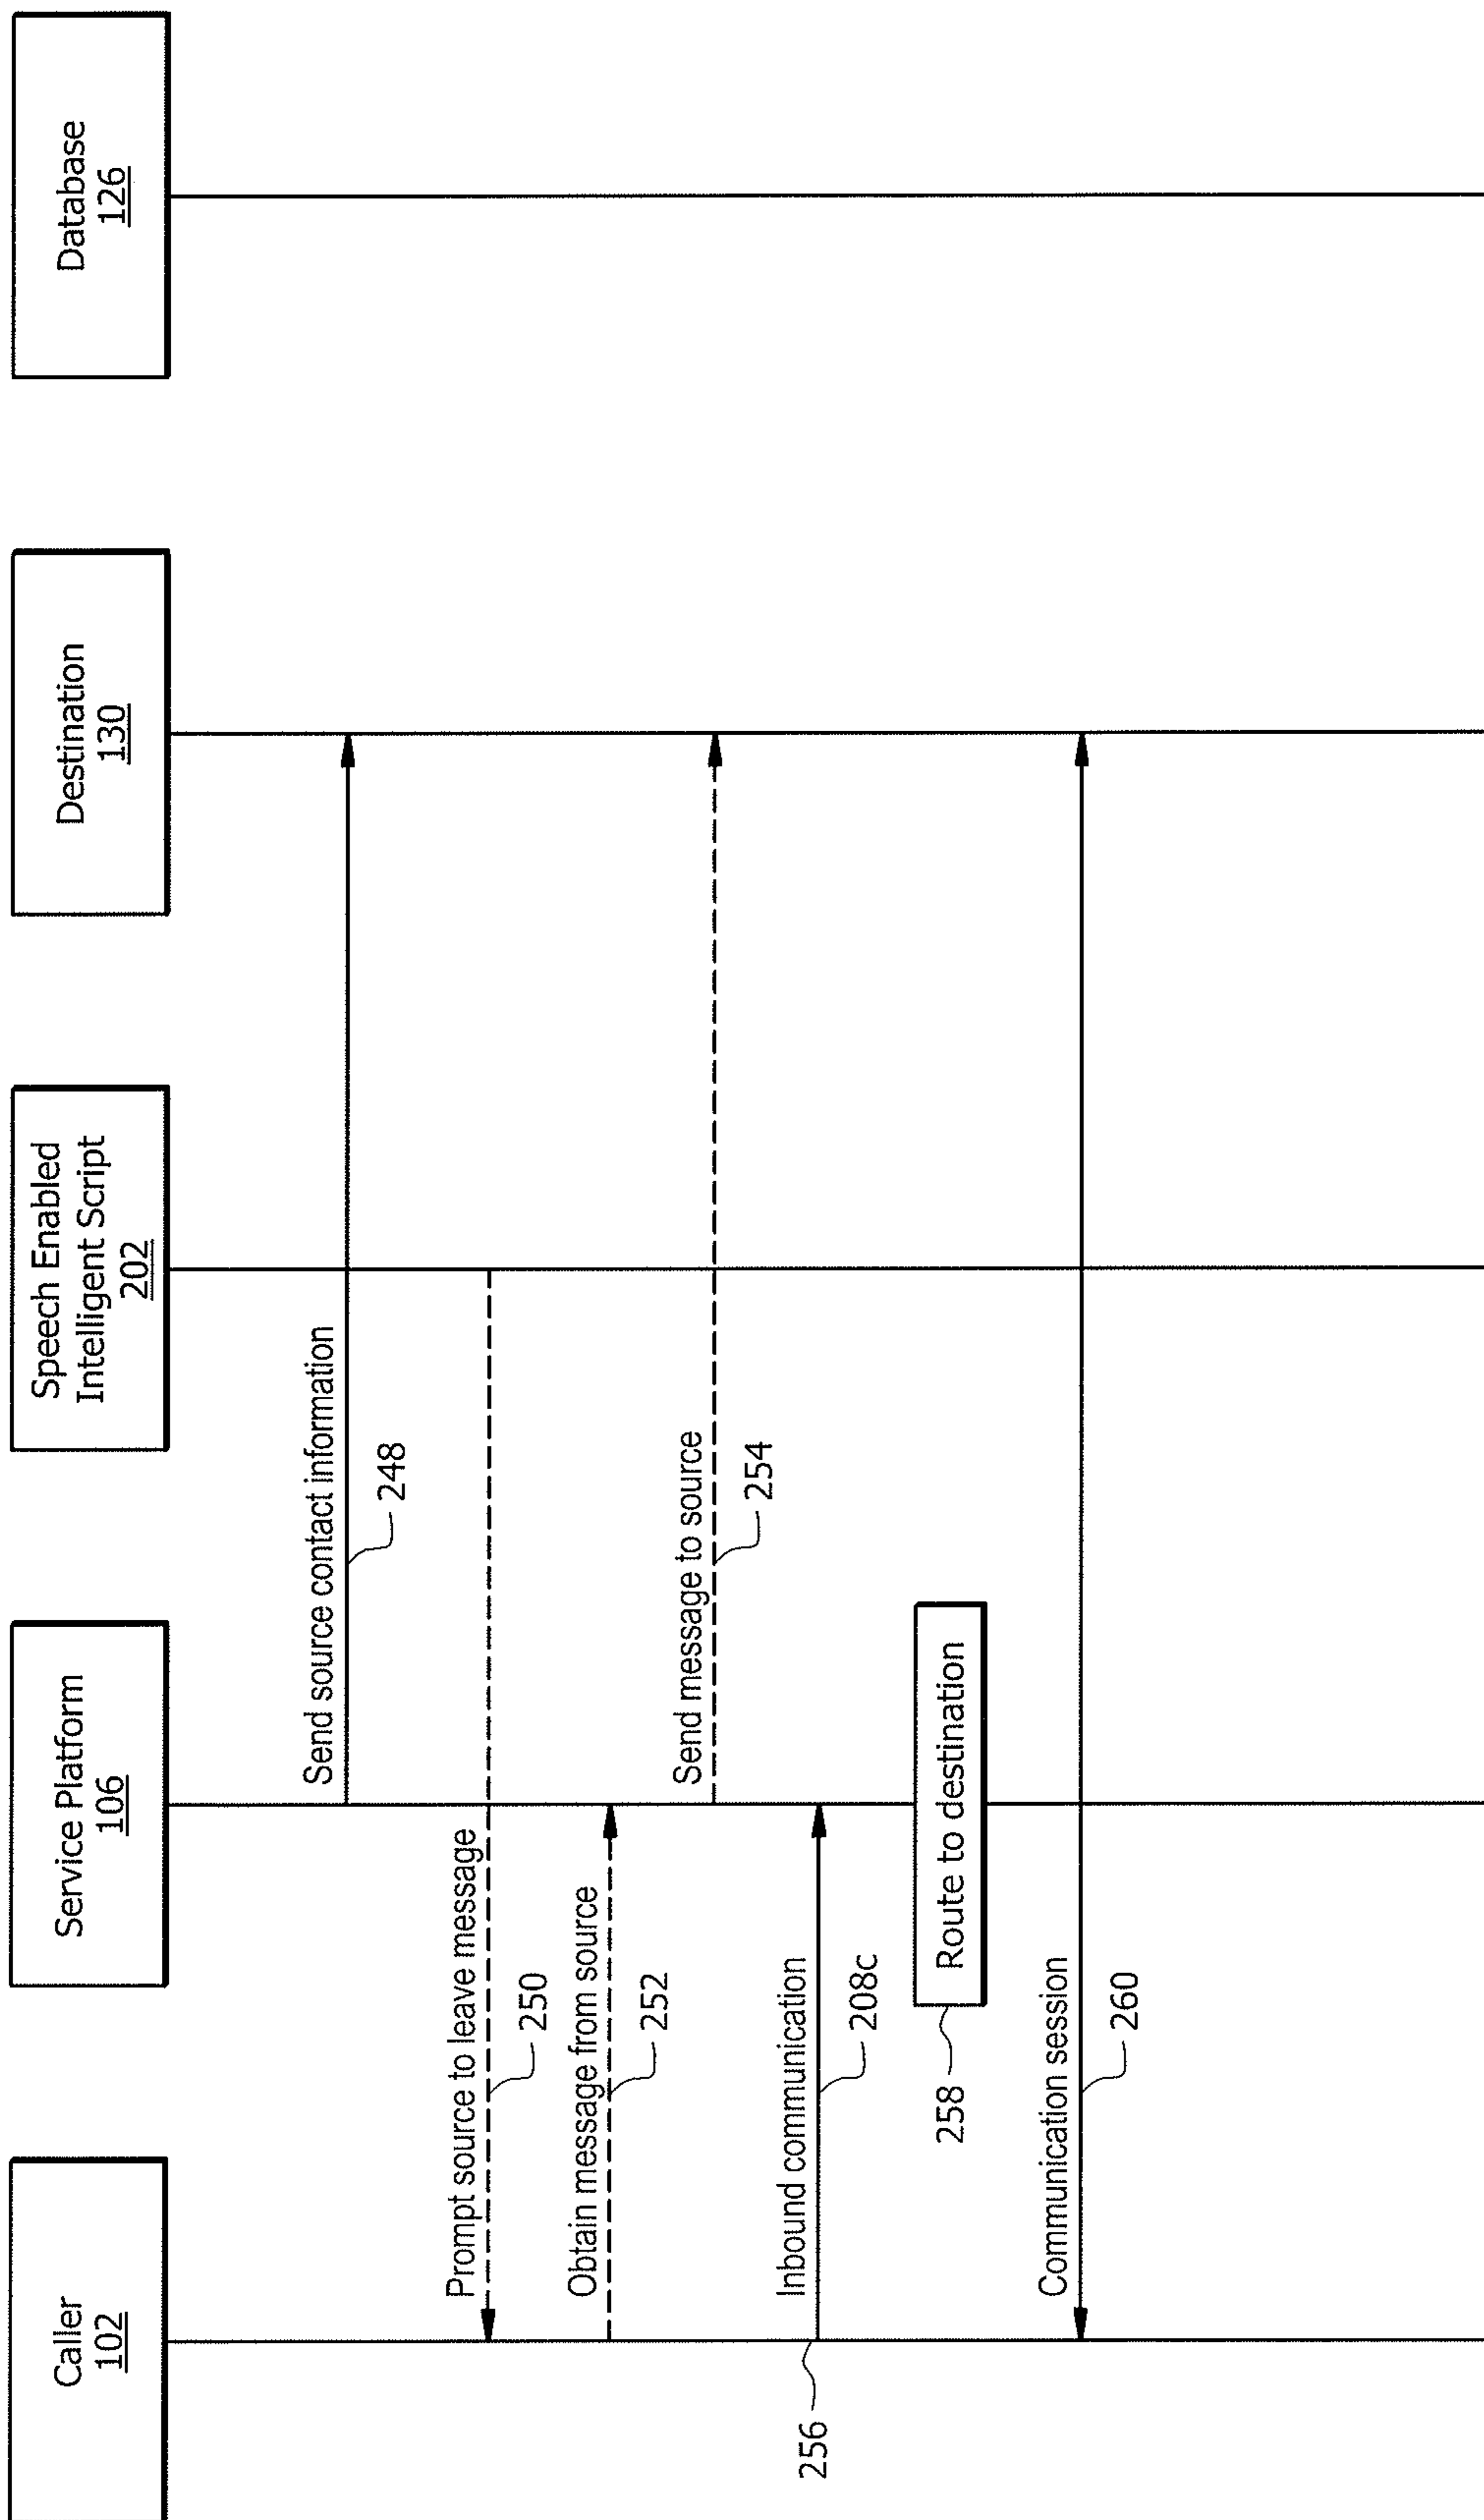 Caller
102
Service Platform
106
Speech Enabled
Intelligent Script
202
Destination
130
Database
126
Send source contact information
248
Prompt source to leave message
250
Obtain message from source
252
Send message to source
254
Inbound communication
256
208c
Route to destination
258
Communication session
260